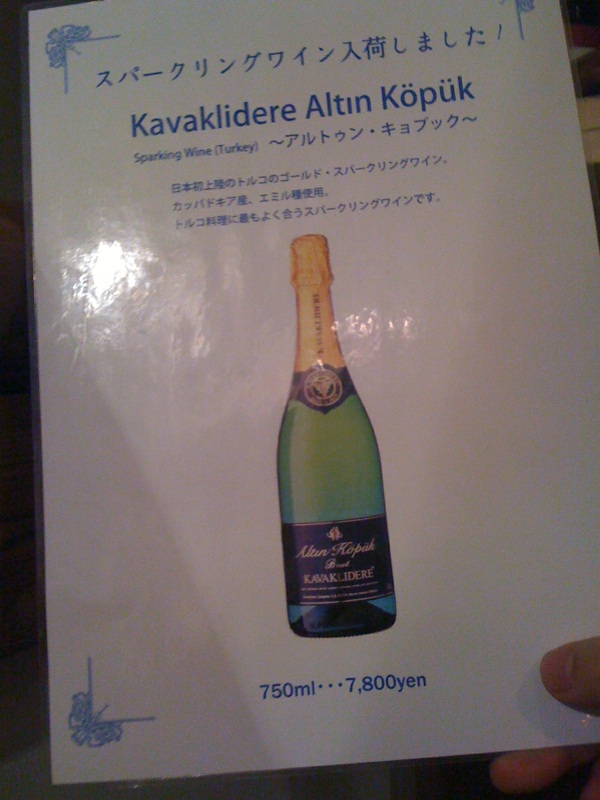 スパークリングワイン入荷しました!
Kavaklidere Altın Köpük
Sparking Wine (Turkey) ～アルトゥン・キョプック～
日本初上陸のトルコのゴールド・スパークリングワイン。
カッパドキア産、エミル種使用。
トルコ料理に最もよく合うスパークリングワインです。
KAVAKLIDERE
Altın Köpük
Brut
KAVAKLIDERE
750ml･･･7,800yen